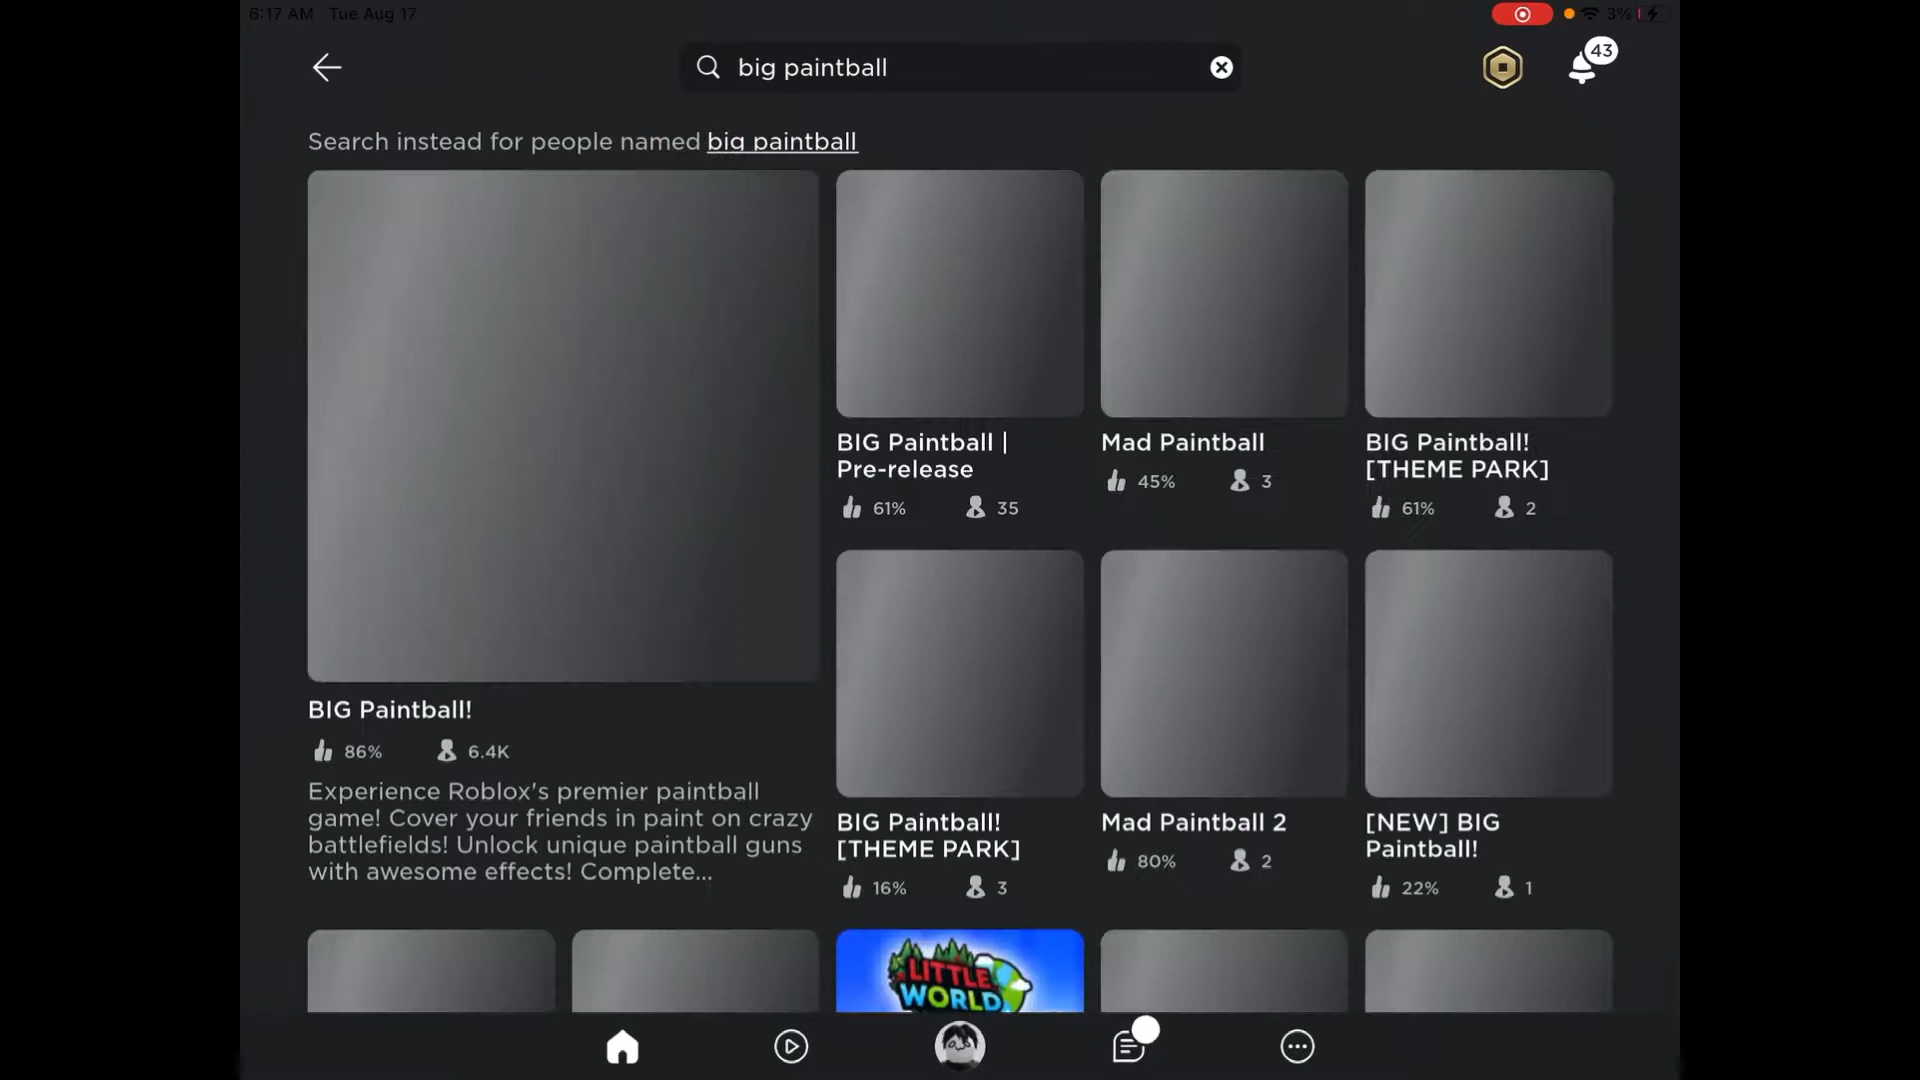 6:17 AM Tue Aug 17
3%
big paintball
43
Search instead for people named big paintball
BIG Paintball!
86% 6.4K
Experience Roblox's premier paintball
game! Cover your friends in paint on crazy
battlefields! Unlock unique paintball guns
with awesome effects! Complete...
BIG Paintball |
Pre-release
61% 35
Mad Paintball
45% 3
BIG Paintball!
[THEME PARK]
61% 2
BIG Paintball!
[THEME PARK]
16% 3
Mad Paintball 2
80% 2
[NEW] BIG
Paintball!
22% 1
LITTLE
WORLD